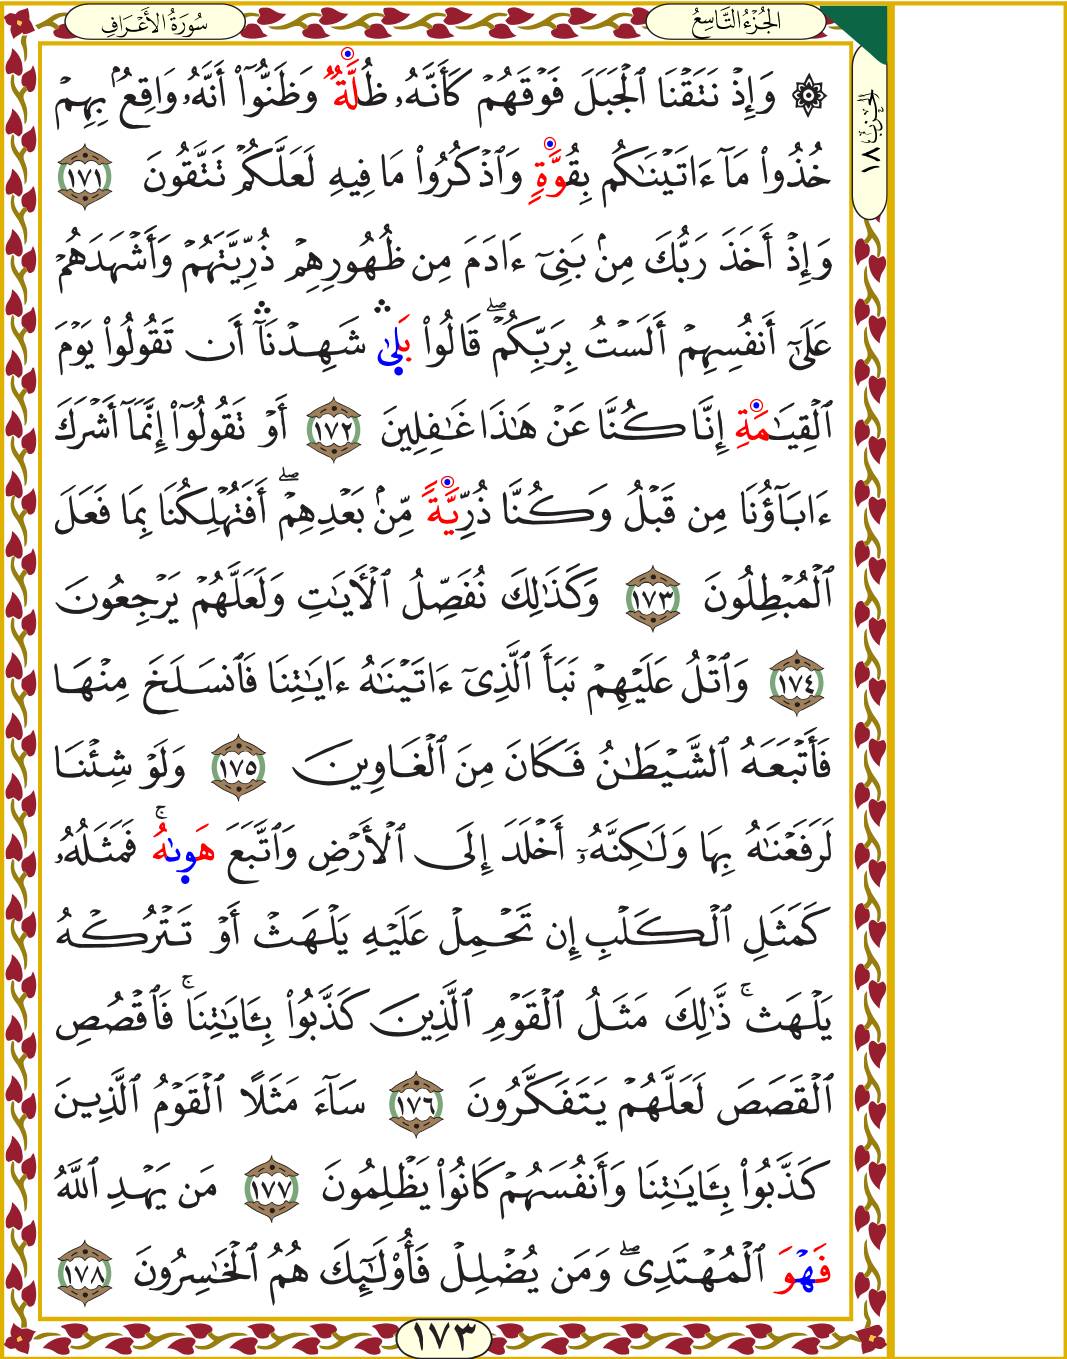 الجُزْءُ التَّاسِعُ
سُورَةُ الأَعْرَافِ
الحِزب ١٨
۞ وَإِذْ نَتَقْنَا ٱلْجَبَلَ فَوْقَهُمْ كَأَنَّهُۥ ظُلَّةٌۭ وَظَنُّوٓا۟ أَنَّهُۥ وَاقِعٌۢ بِهِمْ
خُذُوا۟ مَآ ءَاتَيْنَـٰكُم بِقُوَّةٍۢ وَٱذْكُرُوا۟ مَا فِيهِ لَعَلَّكُمْ تَتَّقُونَ ١٧١
وَإِذْ أَخَذَ رَبُّكَ مِنۢ بَنِىٓ ءَادَمَ مِن ظُهُورِهِمْ ذُرِّيَّتَهُمْ وَأَشْهَدَهُمْ
عَلَىٰٓ أَنفُسِهِمْ أَلَسْتُ بِرَبِّكُمْ ۖ قَالُوا۟ بَلَىٰ ۛ شَهِدْنَآ ۛ أَن تَقُولُوا۟ يَوْمَ
ٱلْقِيَـٰمَةِ إِنَّا كُنَّا عَنْ هَـٰذَا غَـٰفِلِينَ ١٧٢ أَوْ تَقُولُوٓا۟ إِنَّمَآ أَشْرَكَ
ءَابَآؤُنَا مِن قَبْلُ وَكُنَّا ذُرِّيَّةًۭ مِّنۢ بَعْدِهِمْ ۖ أَفَتُهْلِكُنَا بِمَا فَعَلَ
ٱلْمُبْطِلُونَ ١٧٣ وَكَذَٰلِكَ نُفَصِّلُ ٱلْـَٔايَـٰتِ وَلَعَلَّهُمْ يَرْجِعُونَ
١٧٤ وَٱتْلُ عَلَيْهِمْ نَبَأَ ٱلَّذِىٓ ءَاتَيْنَـٰهُ ءَايَـٰتِنَا فَٱنسَلَخَ مِنْهَا
فَأَتْبَعَهُ ٱلشَّيْطَـٰنُ فَكَانَ مِنَ ٱلْغَاوِينَ ١٧٥ وَلَوْ شِئْنَا
لَرَفَعْنَـٰهُ بِهَا وَلَـٰكِنَّهُۥٓ أَخْلَدَ إِلَى ٱلْأَرْضِ وَٱتَّبَعَ هَوَىٰهُ ۚ فَمَثَلُهُۥ
كَمَثَلِ ٱلْكَلْبِ إِن تَحْمِلْ عَلَيْهِ يَلْهَثْ أَوْ تَتْرُكْهُ
يَلْهَث ۚ ذَّٰلِكَ مَثَلُ ٱلْقَوْمِ ٱلَّذِينَ كَذَّبُوا۟ بِـَٔايَـٰتِنَا ۚ فَٱقْصُصِ
ٱلْقَصَصَ لَعَلَّهُمْ يَتَفَكَّرُونَ ١٧٦ سَآءَ مَثَلًا ٱلْقَوْمُ ٱلَّذِينَ
كَذَّبُوا۟ بِـَٔايَـٰتِنَا وَأَنفُسَهُمْ كَانُوا۟ يَظْلِمُونَ ١٧٧ مَن يَهْدِ ٱللَّهُ
فَهْوَ ٱلْمُهْتَدِى ۖ وَمَن يُضْلِلْ فَأُو۟لَـٰٓئِكَ هُمُ ٱلْخَـٰسِرُونَ ١٧٨
١٧٣